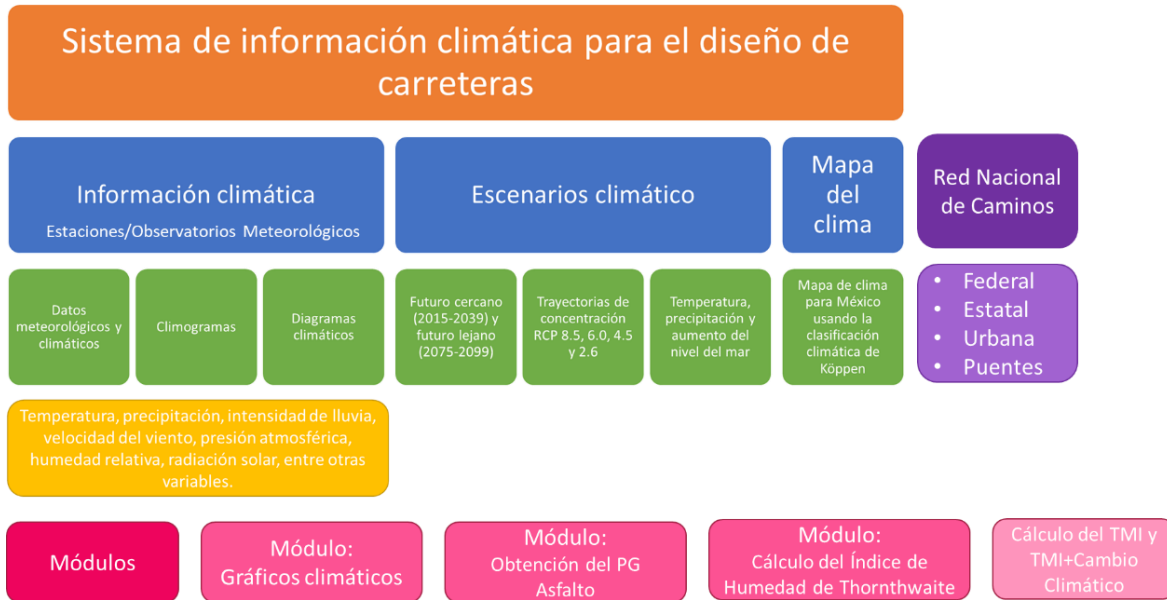 Sistema de información climática para el diseño de
carreteras
Información climática
Estaciones/Observatorios Meteorológicos
Escenarios climático
Mapa
del
clima
Red Nacional
de Caminos
Datos
meteorológicos y
climáticos
Climogramas
Diagramas
climáticos
Futuro cercano
(2015-2039) y
futuro lejano
(2075-2099)
Trayectorias de
concentración
RCP 8.5, 6.0, 4.5
y 2.6
Temperatura,
precipitación y
aumento del
nivel del mar
Mapa de clima
para México
usando la
clasificación
climática de
Köppen
• Federal
• Estatal
• Urbana
• Puentes
Temperatura, precipitación, intensidad de lluvia,
velocidad del viento, presión atmosférica,
humedad relativa, radiación solar, entre otras
variables.
Módulos
Módulo:
Gráficos climáticos
Módulo:
Obtención del PG
Asfalto
Módulo:
Cálculo del Índice de
Humedad de Thornthwaite
Cálculo del TMI y
TMI+Cambio
Climático